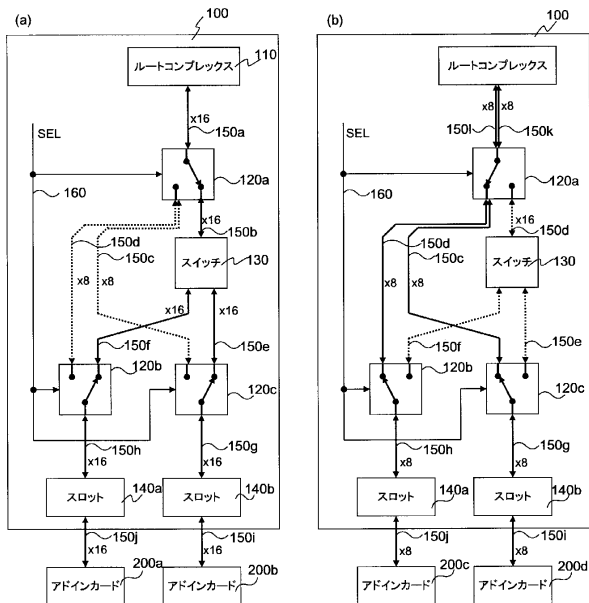 (a)
100
ルートコンプレックス
110
x16
150a
SEL
120a
160
x16
150b
150d
150c
スイッチ
130
x8
x8
x16
x16
150f
150e
120b
120c
150h
150g
x16
x16
スロット
140a
スロット
140b
150j
150i
x16
x16
アドインカード
200a
アドインカード
200b
(b)
100
ルートコンプレックス
x8
x8
150l
150k
SEL
120a
160
x16
150d
150d
150c
スイッチ
130
x8
x8
150f
150e
120b
120c
150h
150g
x8
x8
スロット
140a
スロット
140b
150j
150i
x8
x8
アドインカード
200c
アドインカード
200d